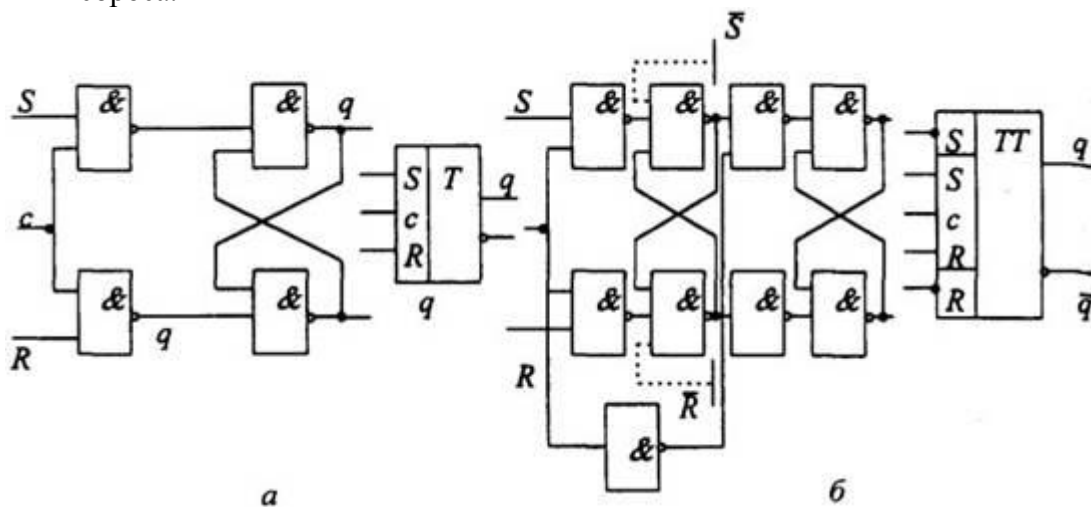 S̅
& & q & & & &
S S
S T q S TT q
c c S
R c
c q R
R
& & & & & &
q q̅
R R
R̅
&
а б